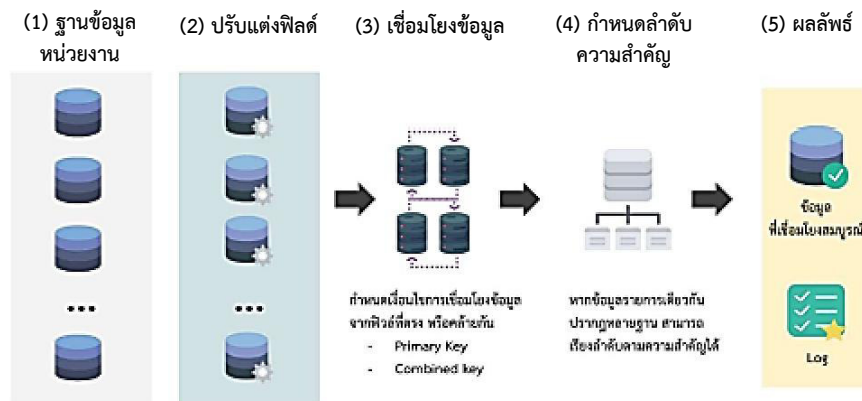 (1) ฐานข้อมูล
หน่วยงาน
(2) ปรับแต่งฟิลด์
(3) เชื่อมโยงข้อมูล
(4) กำหนดลำดับ
ความสำคัญ
(5) ผลลัพธ์
กำหนดเงื่อนไขการเชื่อมโยงข้อมูล
จากฟิวล์ที่ตรง หรือคล้ายกัน
- Primary Key
- Combined key
หากข้อมูลรายการเดียวกัน
ปรากฏหลายฐาน สามารถ
เรียงลำดับตามความสำคัญได้
ข้อมูล
ที่เชื่อมโยงสมบูรณ์
Log